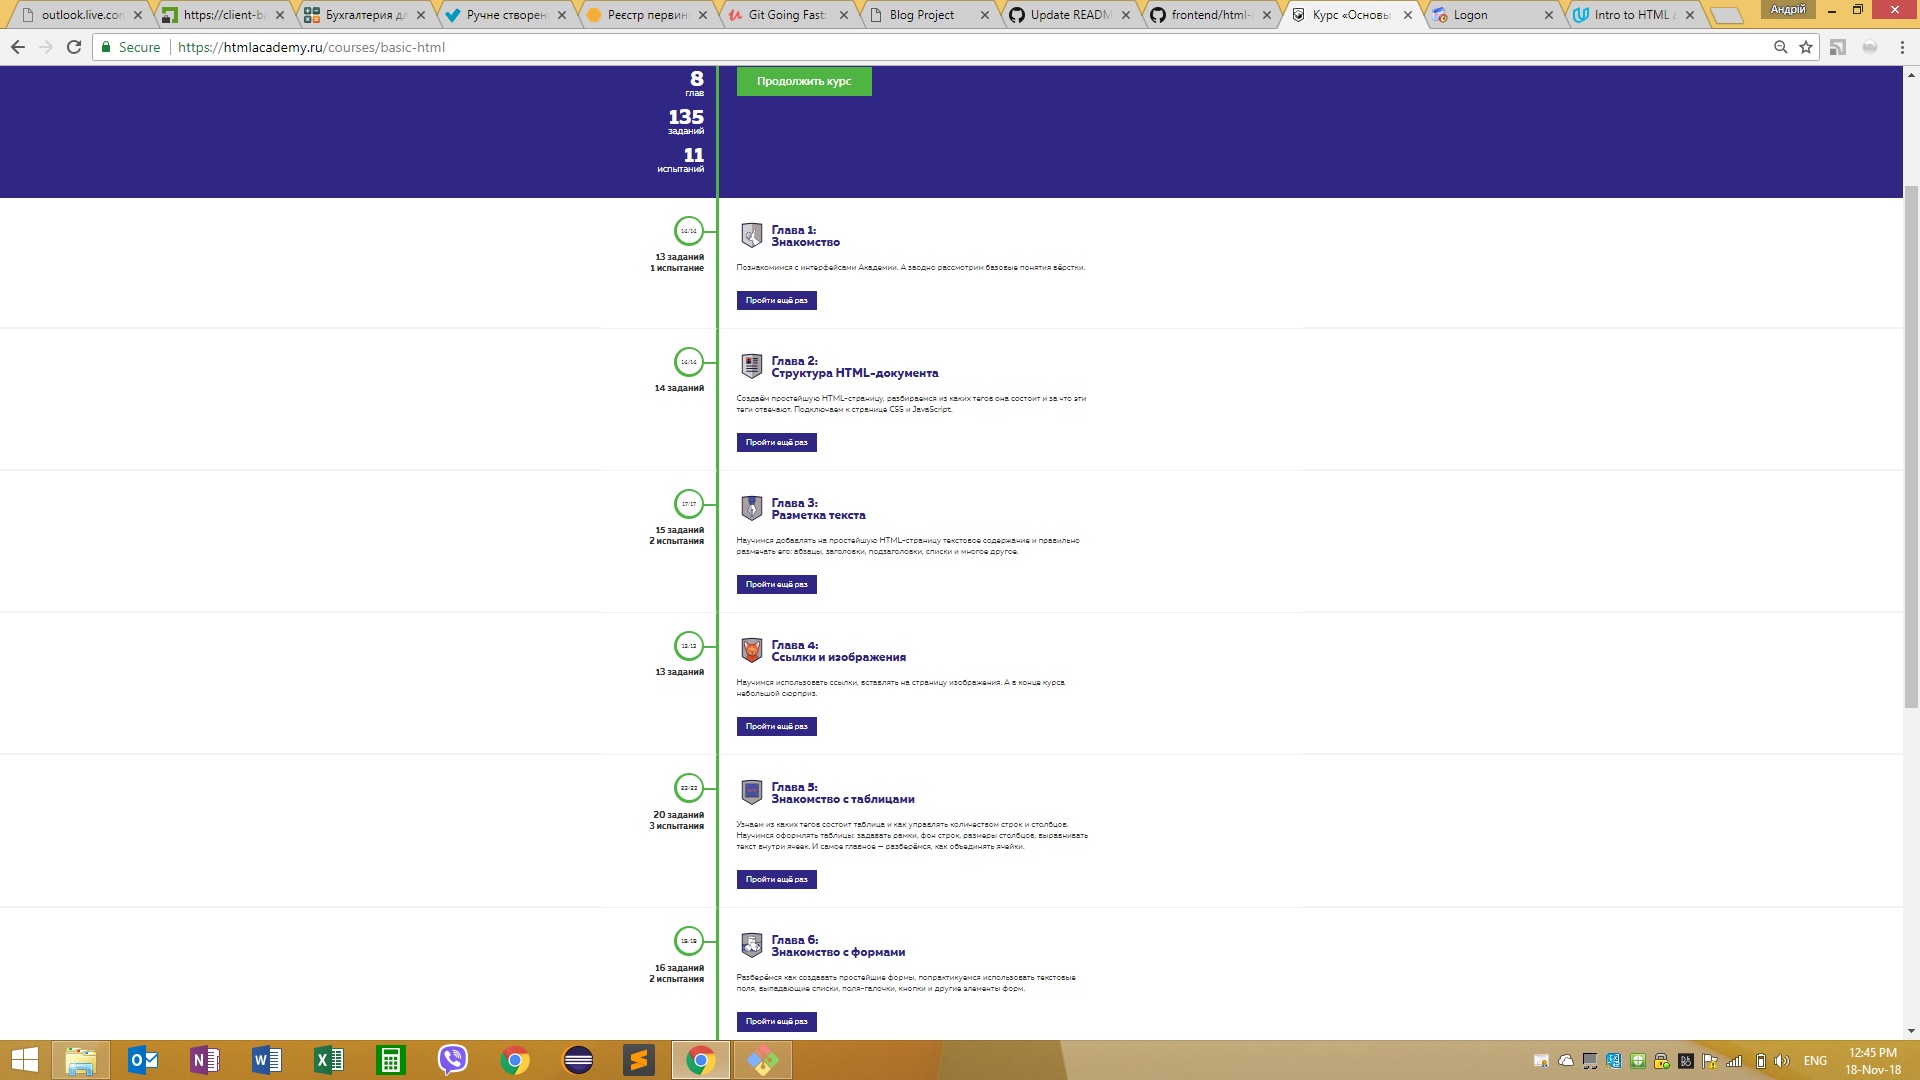 outlook.live.con
https://client-ba
Бухгалтерия дл
Ручне створен
Реєстр первин
Git Going Fast:
Blog Project
Update READM
frontend/html-
Курс «Основы
Logon
Intro to HTML a
Андрій
Secure
https://htmlacademy.ru/courses/basic-html
8
глав
135
заданий
11
испытаний
Продолжить курс
14/14
13 заданий
1 испытание
Глава 1:
Знакомство
Познакомимся с интерфейсами Академии. А заодно рассмотрим базовые понятия вёрстки.
Пройти ещё раз
14/14
14 заданий
Глава 2:
Структура HTML-документа
Создаём простейшую HTML-страницу, разбираемся из каких тегов она состоит и за что эти
теги отвечают. Подключаем к странице CSS и JavaScript.
Пройти ещё раз
17/17
15 заданий
2 испытания
Глава 3:
Разметка текста
Научимся добавлять на простейшую HTML-страницу текстовое содержание и правильно
размечать его: абзацы, заголовки, подзаголовки, списки и многое другое.
Пройти ещё раз
13/13
13 заданий
Глава 4:
Ссылки и изображения
Научимся использовать ссылки, вставлять на страницу изображения. А в конце курса
небольшой сюрприз.
Пройти ещё раз
23/23
20 заданий
3 испытания
Глава 5:
Знакомство с таблицами
Узнаем из каких тегов состоит таблица и как управлять количеством строк и столбцов.
Научимся оформлять таблицы: задавать рамки, фон строк, размеры столбцов, выравнивать
текст внутри ячеек. И самое главное — разберёмся, как объединять ячейки.
Пройти ещё раз
18/18
16 заданий
2 испытания
Глава 6:
Знакомство с формами
Разберёмся как создавать простейшие формы, попрактикуемся использовать текстовые
поля, выпадающие списки, поля-галочки, кнопки и другие элементы форм.
Пройти ещё раз
ENG
12:45 PM
18-Nov-18